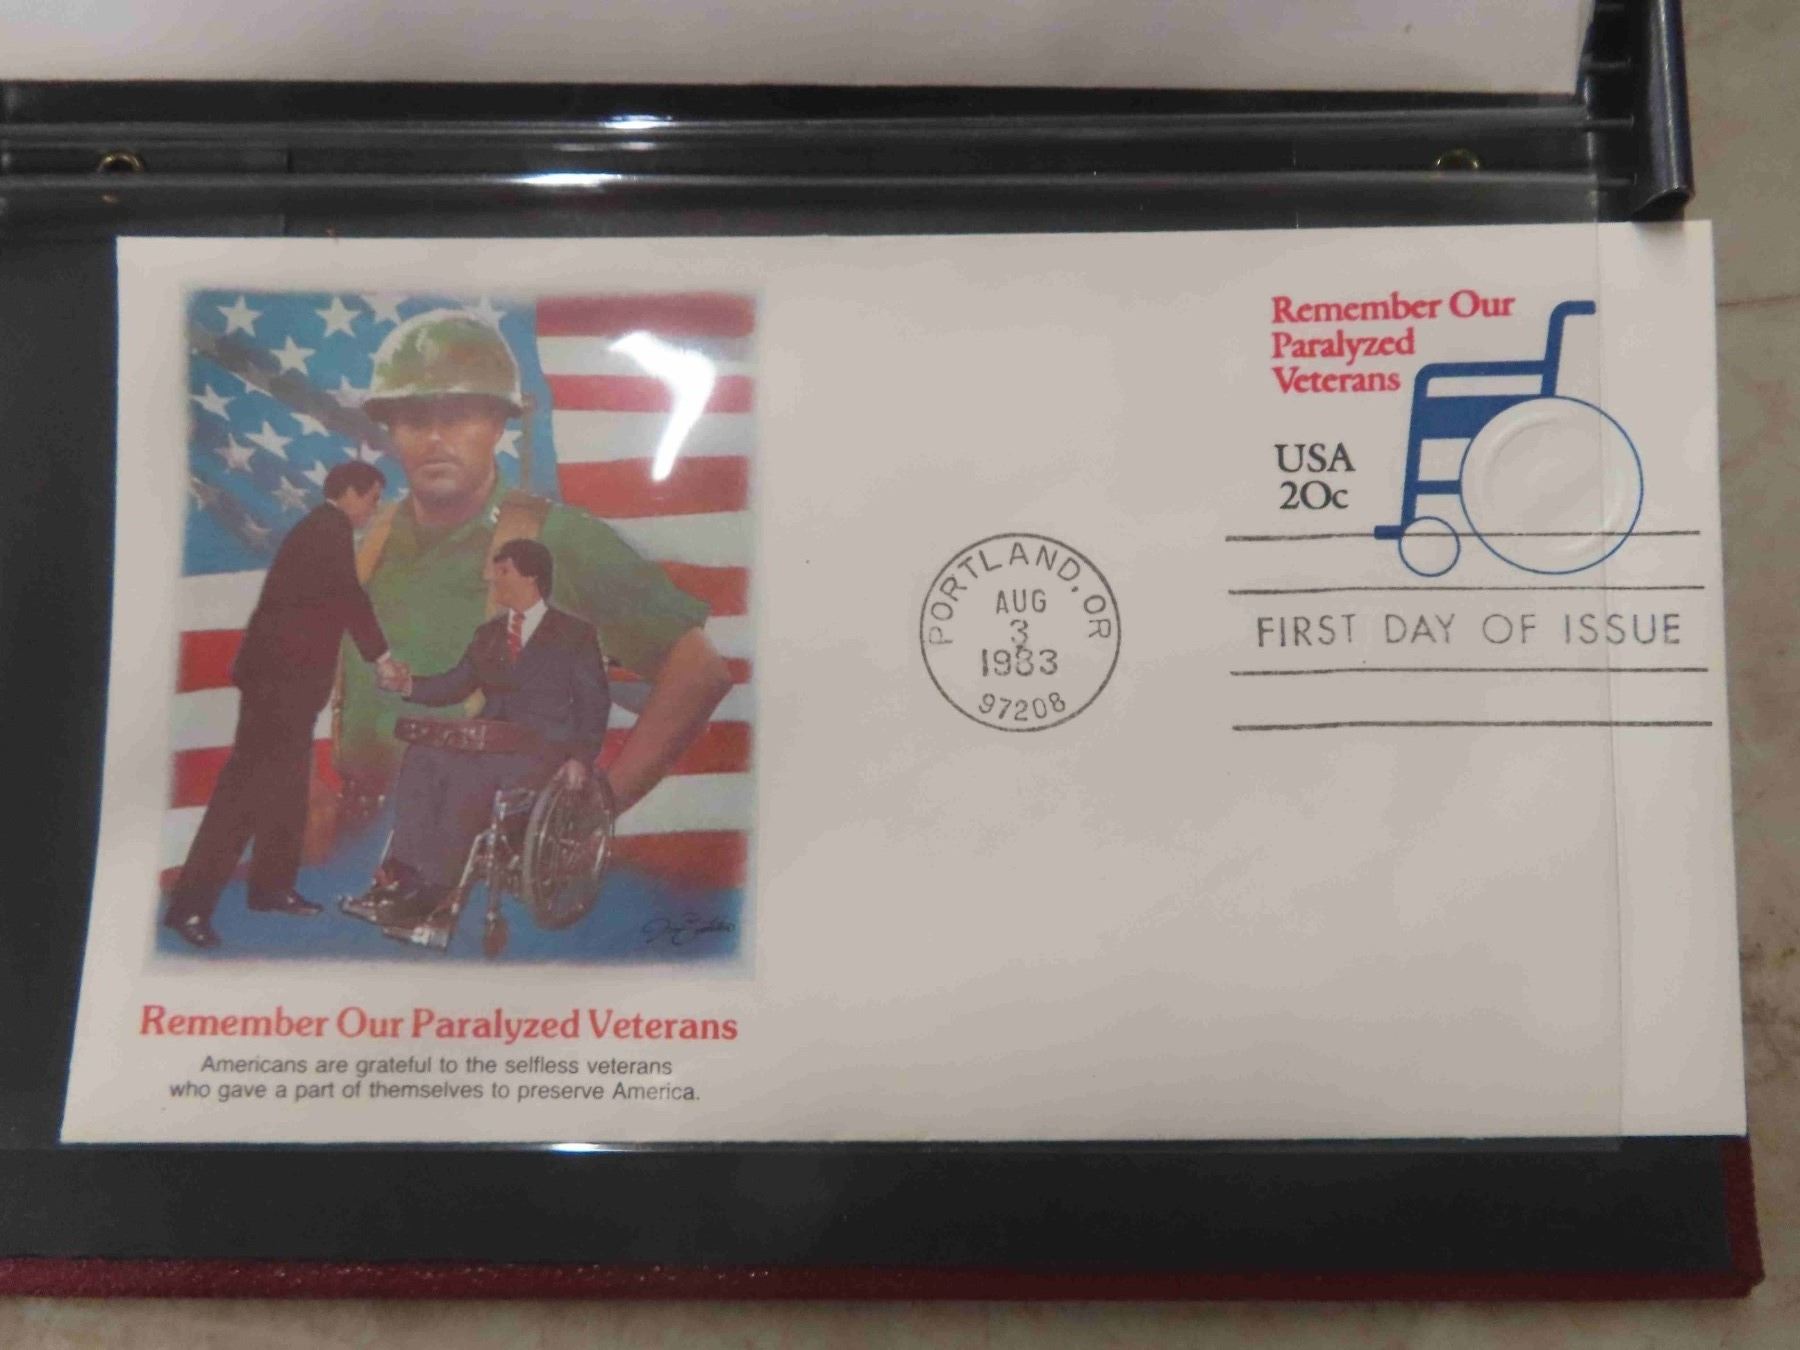 Remember Our
Paralyzed
Veterans
USA
20c
PORTLAND, OR
AUG
3
1983
97208
FIRST DAY OF ISSUE
Remember Our Paralyzed Veterans
Americans are grateful to the selfless veterans
who gave a part of themselves to preserve America.